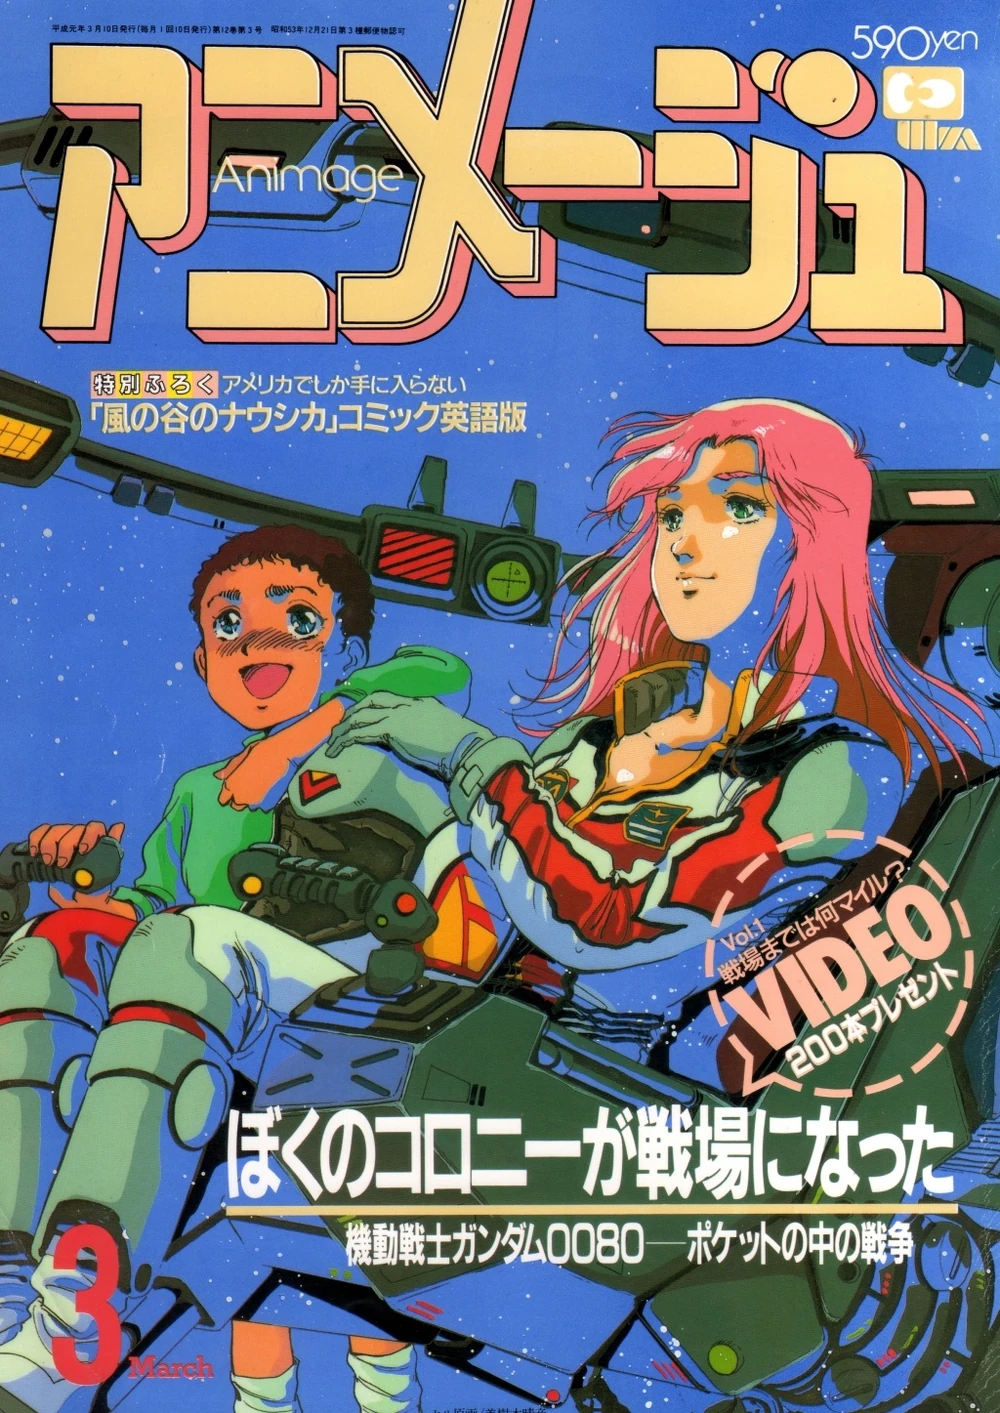 平成元年3月10日発行(毎月1回10日発行)第12巻第3号 昭和53年12月21日第3種郵便物認可
590yen
アニメージュ
Animage
特別ふろく アメリカでしか手に入らない
「風の谷のナウシカ」コミック英語版
Vol.1
戦場までは何マイル?
VIDEO
200本プレゼント
ぼくのコロニーが戦場になった
機動戦士ガンダム0080─ポケットの中の戦争
3
March